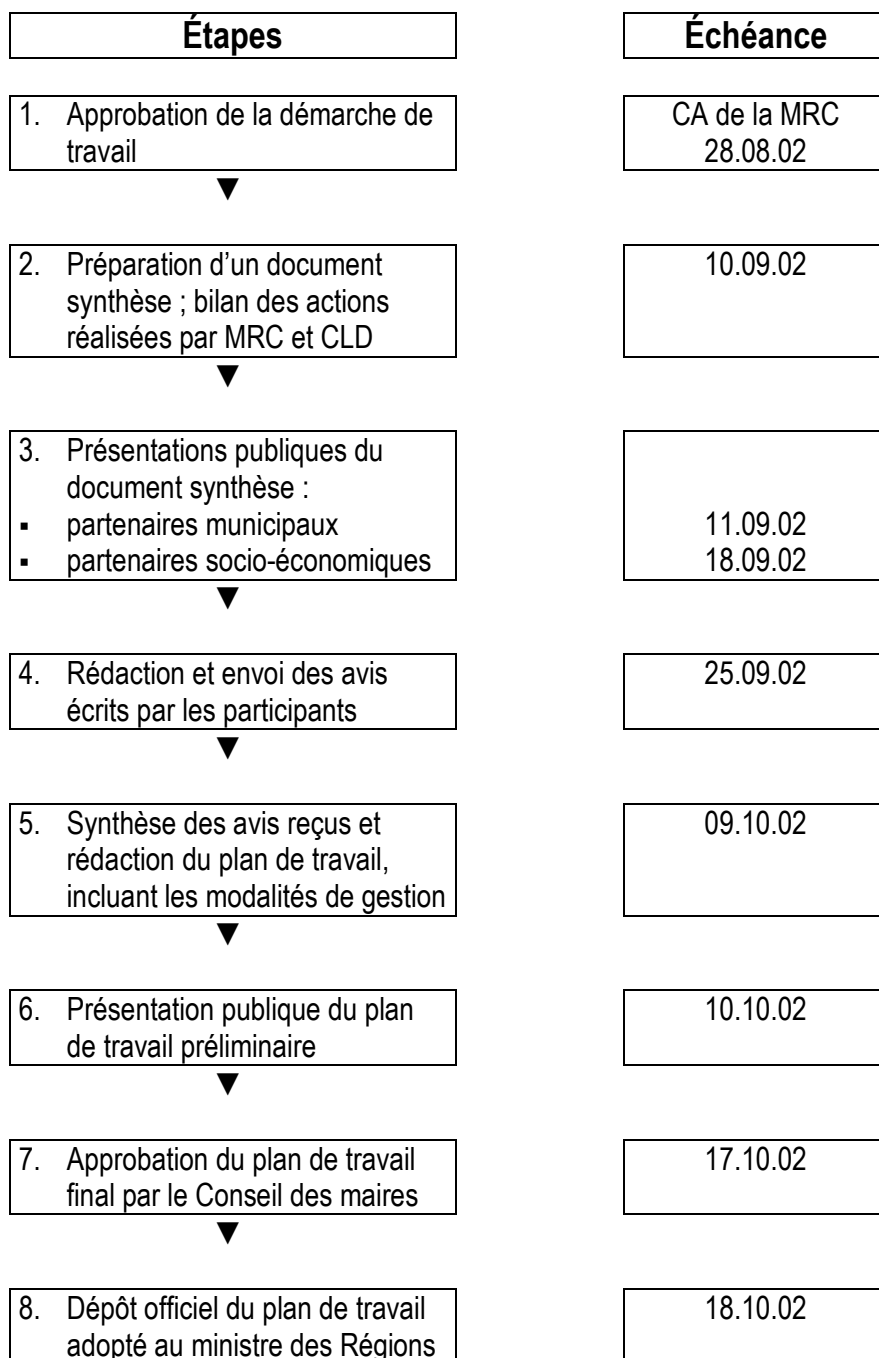 Étapes
Échéance
1. Approbation de la démarche de
travail
CA de la MRC
28.08.02
▼
2. Préparation d’un document
synthèse ; bilan des actions
réalisées par MRC et CLD
10.09.02
▼
3. Présentations publiques du
document synthèse :
▪ partenaires municipaux
▪ partenaires socio-économiques
11.09.02
18.09.02
▼
4. Rédaction et envoi des avis
écrits par les participants
25.09.02
▼
5. Synthèse des avis reçus et
rédaction du plan de travail,
incluant les modalités de gestion
09.10.02
▼
6. Présentation publique du plan
de travail préliminaire
10.10.02
▼
7. Approbation du plan de travail
final par le Conseil des maires
17.10.02
▼
8. Dépôt officiel du plan de travail
adopté au ministre des Régions
18.10.02